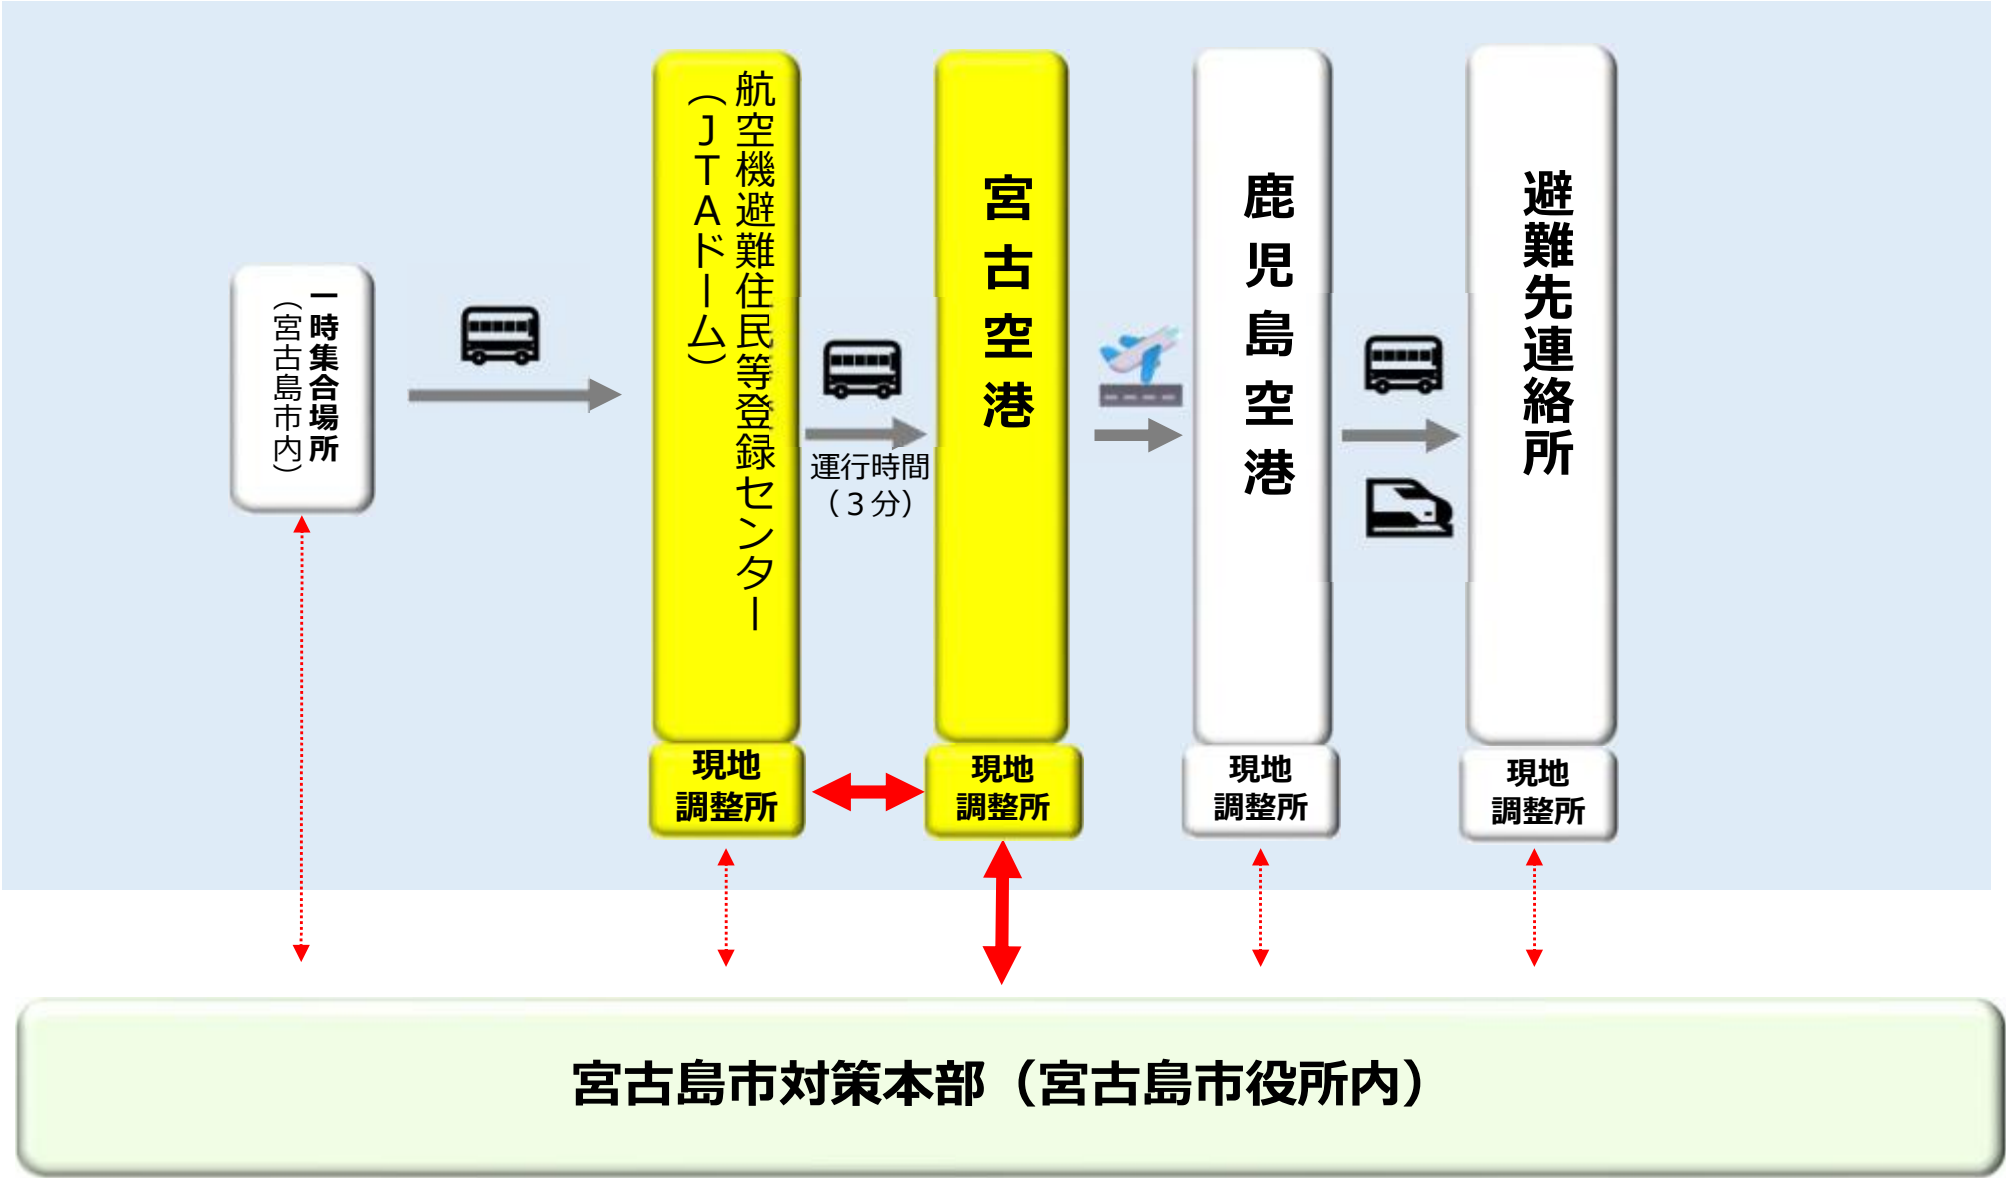 一時集合場所
（宮古島市内）
航空機避難住民等登録センター
（ＪＴＡドーム）
運行時間
（３分）
宮古空港
鹿児島空港
避難先連絡所
現地
調整所
現地
調整所
現地
調整所
現地
調整所
宮古島市対策本部（宮古島市役所内）